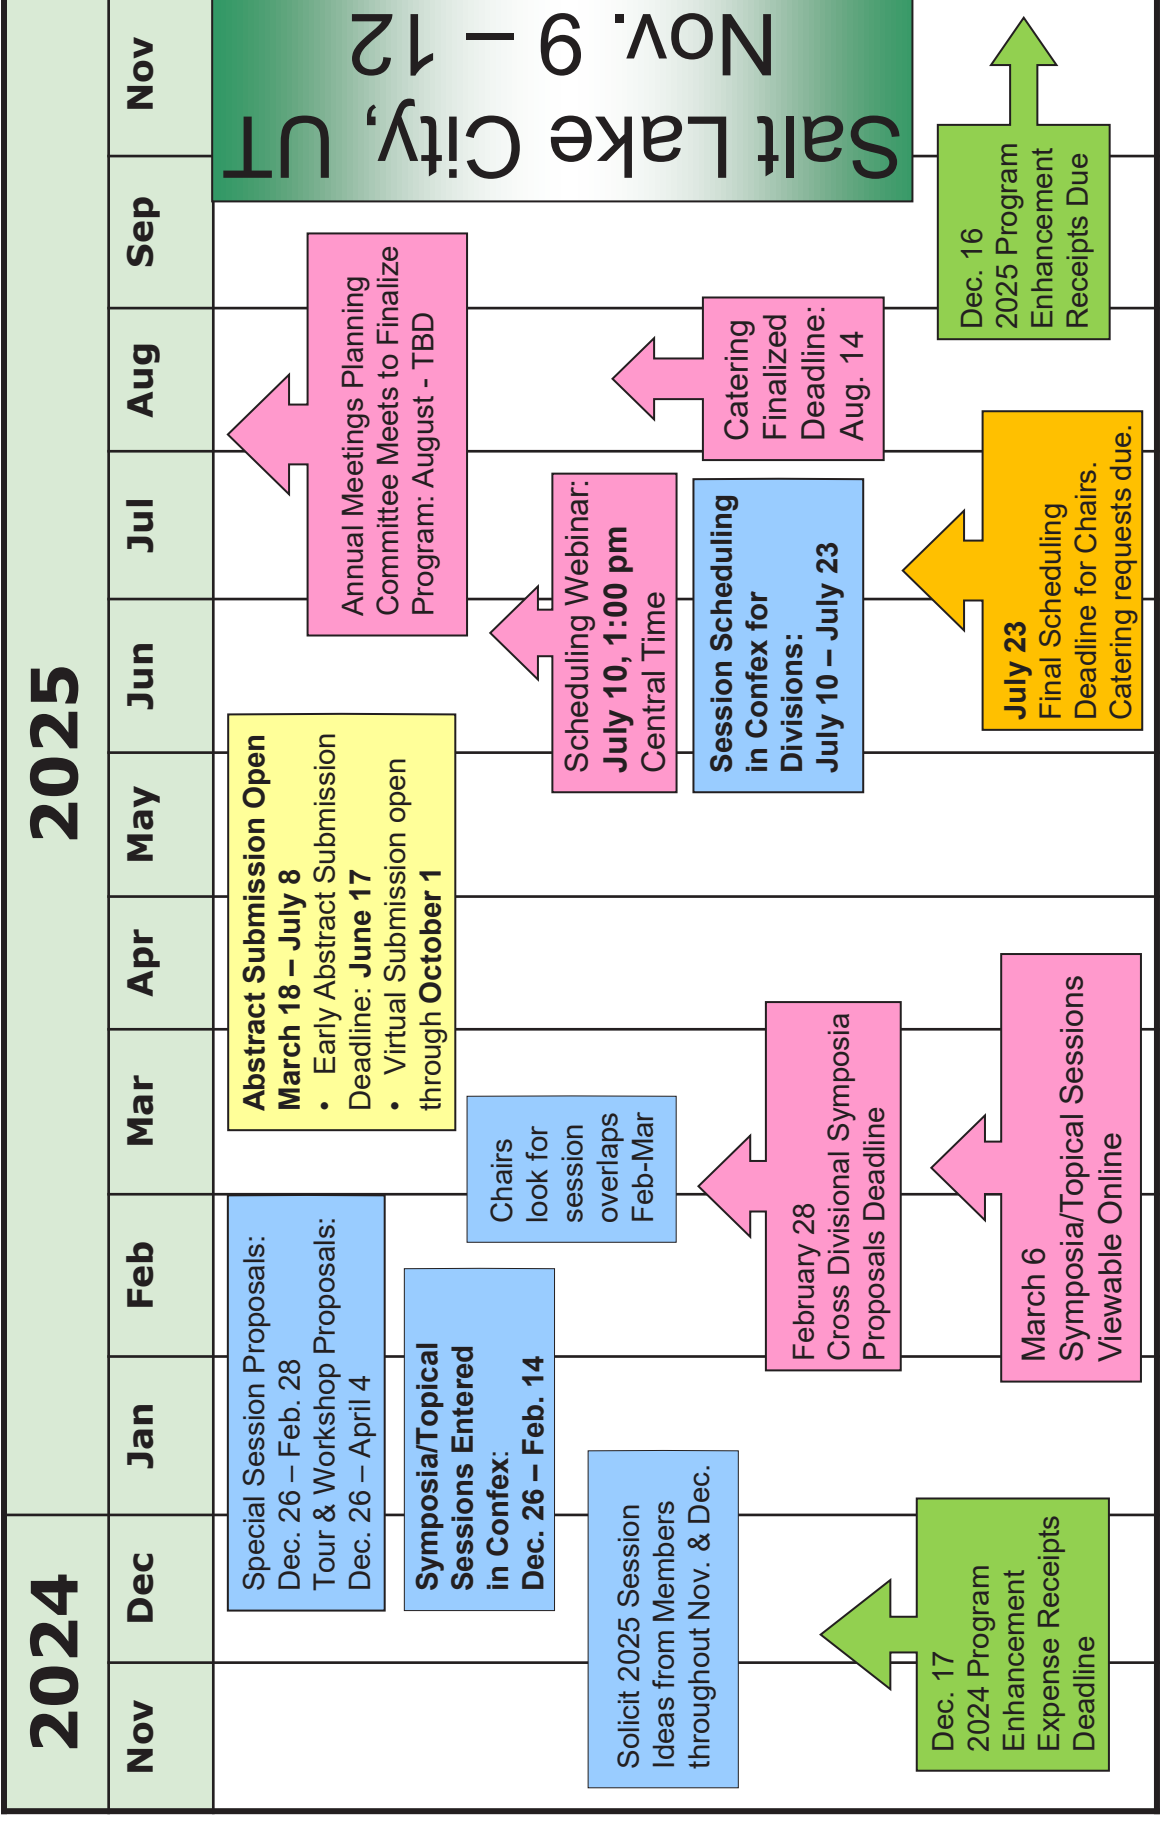 2024
2025
Nov
Dec
Jan
Feb
Mar
Apr
May
Jun
Jul
Aug
Sep
Nov
Special Session Proposals:
Dec. 26 – Feb. 28
Tour & Workshop Proposals:
Dec. 26 – April 4
Symposia/Topical
Sessions Entered
in Confex:
Dec. 26 – Feb. 14
Solicit 2025 Session
Ideas from Members
throughout Nov. & Dec.
Dec. 17
2024 Program
Enhancement
Expense Receipts
Deadline
Abstract Submission Open
March 18 – July 8
• Early Abstract Submission
Deadline: June 17
• Virtual Submission open
through October 1
Chairs
look for
session
overlaps
Feb-Mar
February 28
Cross Divisional Symposia
Proposals Deadline
March 6
Symposia/Topical Sessions
Viewable Online
Annual Meetings Planning
Committee Meets to Finalize
Program: August - TBD
Scheduling Webinar:
July 10, 1:00 pm
Central Time
Session Scheduling
in Confex for
Divisions:
July 10 – July 23
Catering
Finalized
Deadline:
Aug. 14
July 23
Final Scheduling
Deadline for Chairs.
Catering requests due.
Dec. 16
2025 Program
Enhancement
Receipts Due
Salt Lake City, UT
Nov. 9 – 12